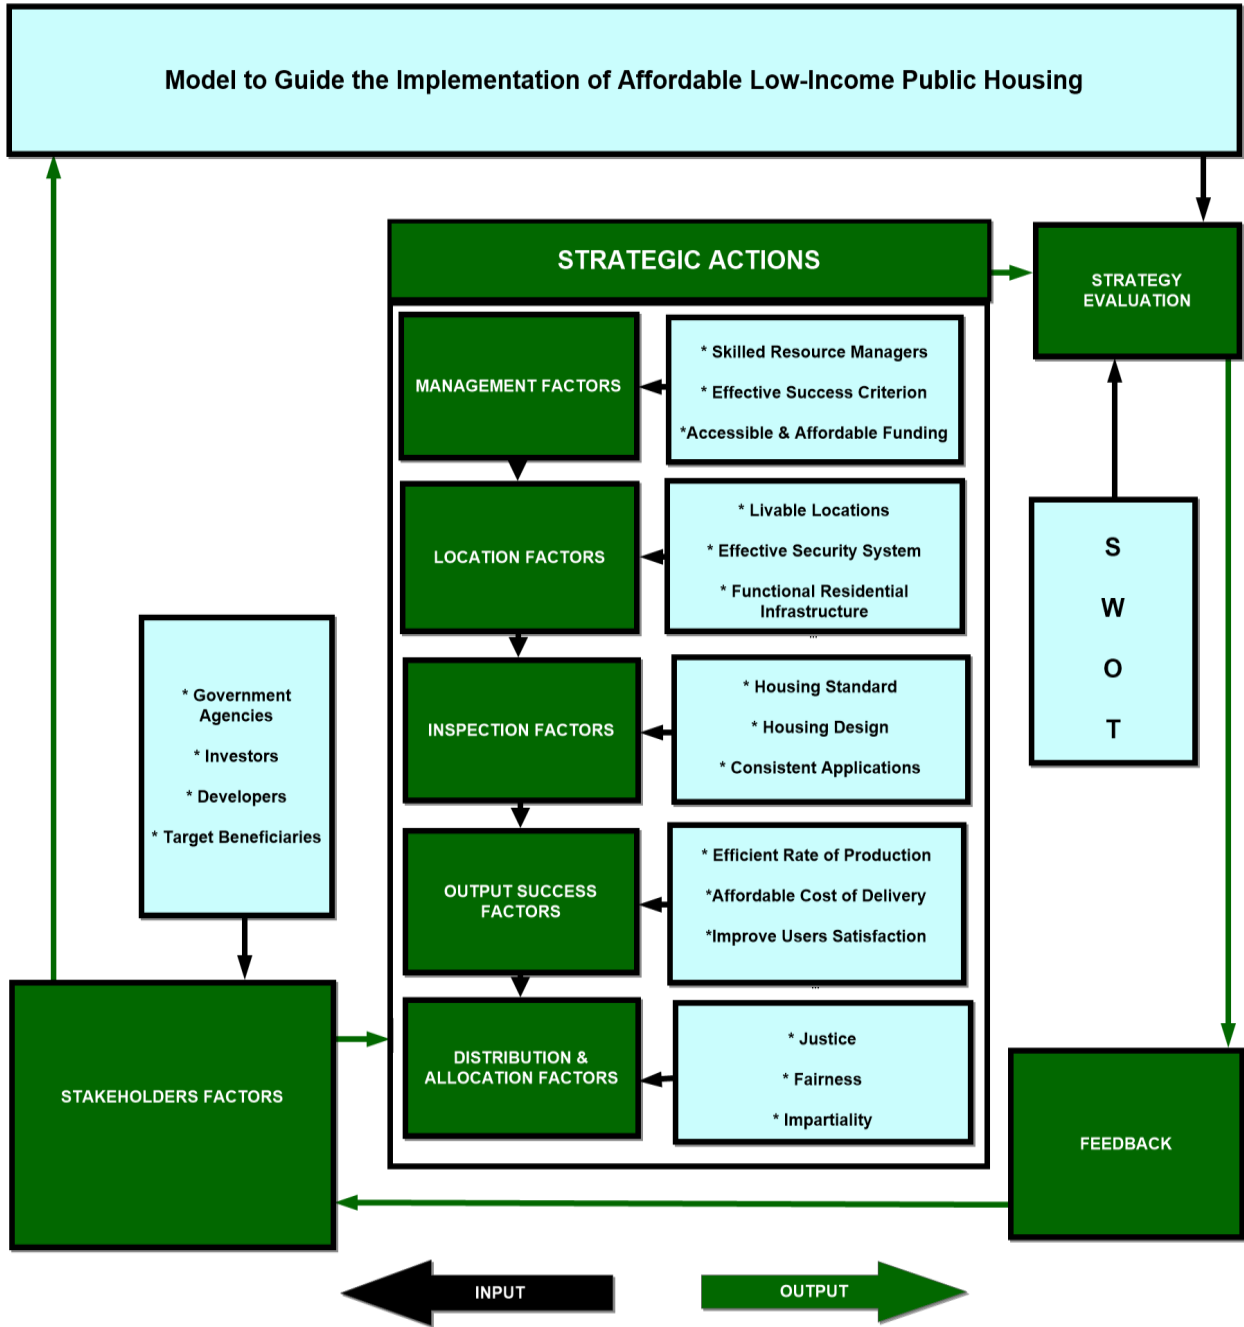 Model to Guide the Implementation of Affordable Low-Income Public Housing
STRATEGIC ACTIONS
STRATEGY
EVALUATION
MANAGEMENT FACTORS
* Skilled Resource Managers
* Effective Success Criterion
*Accessible & Affordable Funding
LOCATION FACTORS
* Livable Locations
* Effective Security System
* Functional Residential
Infrastructure
...
S
W
O
T
* Government
Agencies
* Investors
* Developers
* Target Beneficiaries
INSPECTION FACTORS
* Housing Standard
* Housing Design
* Consistent Applications
OUTPUT SUCCESS
FACTORS
* Efficient Rate of Production
*Affordable Cost of Delivery
*Improve Users Satisfaction
...
DISTRIBUTION &
ALLOCATION FACTORS
* Justice
* Fairness
* Impartiality
STAKEHOLDERS FACTORS
FEEDBACK
INPUT
OUTPUT